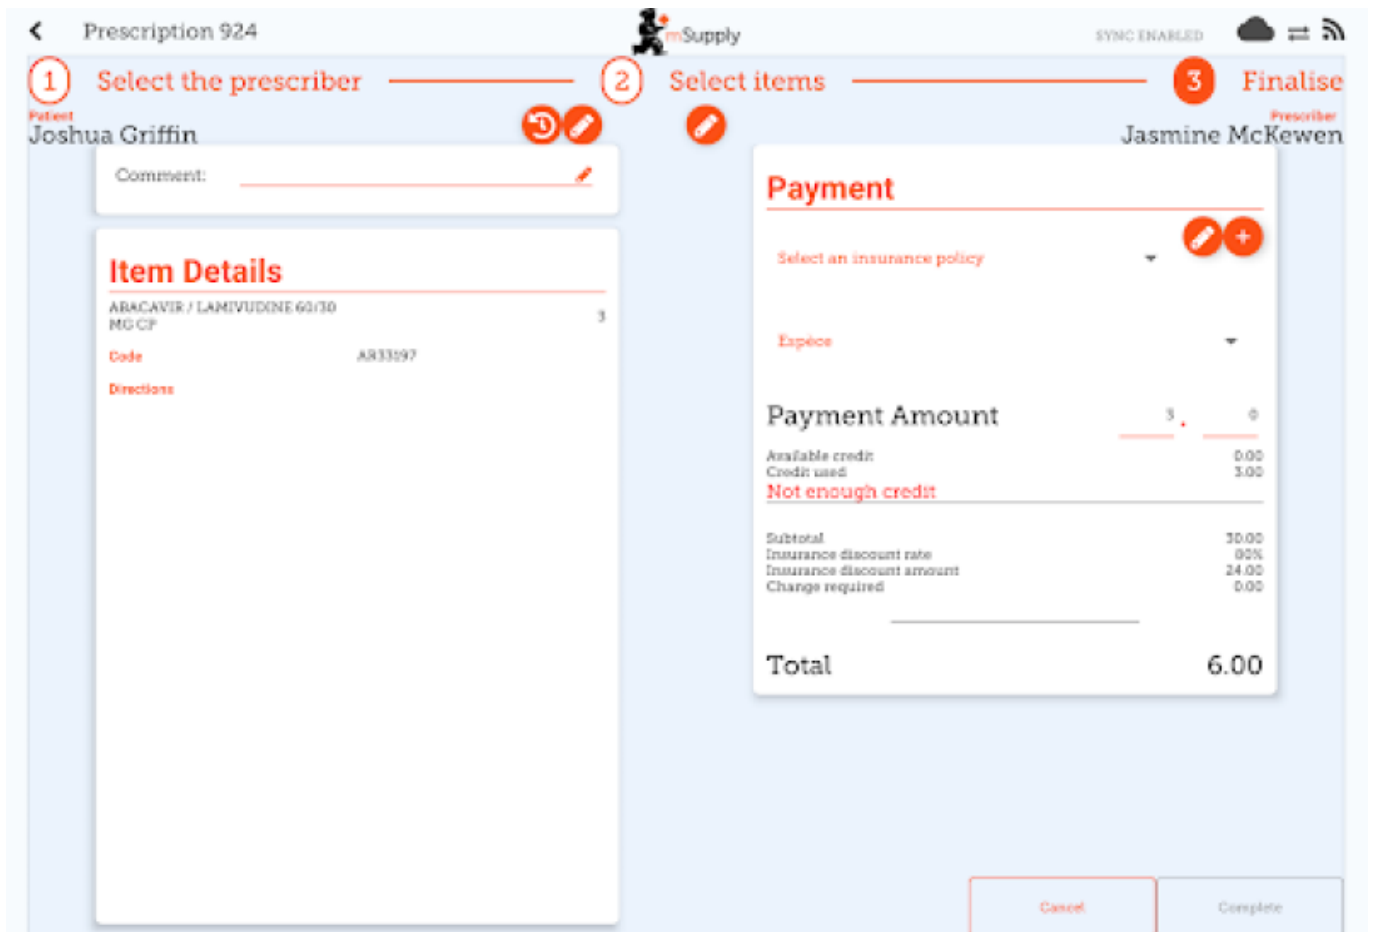 Prescription 924
mSupply
SYNC ENABLED
1 Select the prescriber
2 Select items
3 Finalise
Patient
Joshua Griffin
Prescriber
Jasmine McKewen
Comment:
Item Details
ABACAVIR / LAMIVUDINE 60/30
MG CP
3
Code AR33197
Directions
Payment
Select an insurance policy
Espèce
Payment Amount 3 . 0
Available credit 0.00
Credit used 3.00
Not enough credit
Subtotal 30.00
Insurance discount rate 80%
Insurance discount amount 24.00
Change required 0.00
Total 6.00
Cancel
Complete